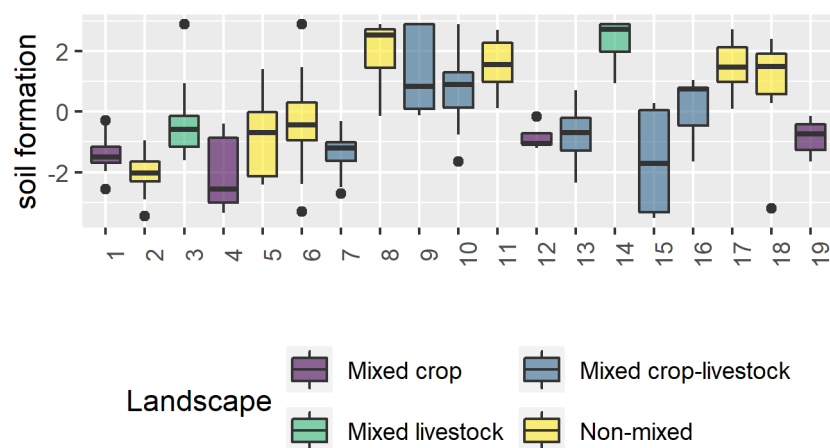 soil formation
2
0
-2
1 2 3 4 5 6 7 8 9 10 11 12 13 14 15 16 17 18 19
Landscape
Mixed crop
Mixed crop-livestock
Mixed livestock
Non-mixed